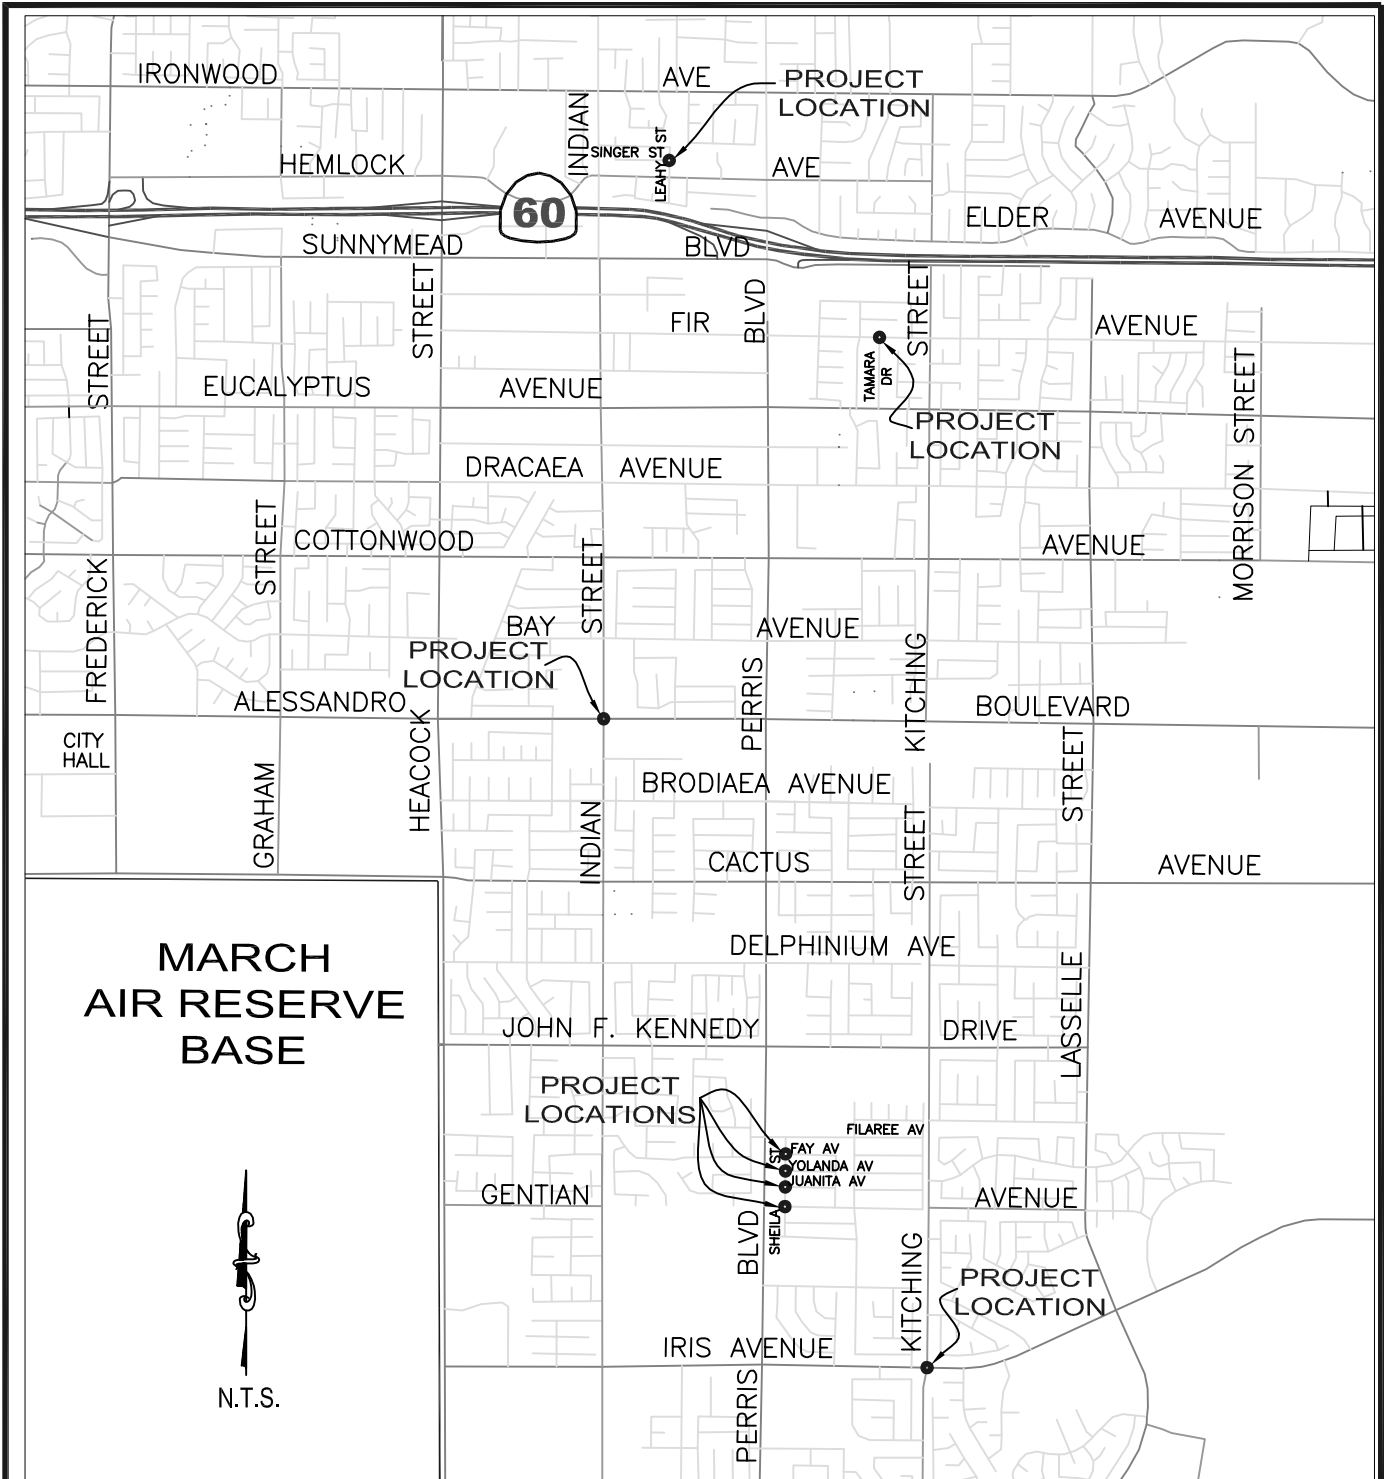 IRONWOOD AVE
PROJECT
LOCATION
INDIAN
SINGER ST
LEAHY ST
HEMLOCK AVE
60
ELDER AVENUE
SUNNYMEAD BLVD
STREET
STREET
BLVD
STREET
FIR AVENUE
TAMARA
DR
EUCALYPTUS AVENUE
PROJECT
LOCATION
MORRISON STREET
DRACAEA AVENUE
STREET
COTTONWOOD AVENUE
STREET
FREDERICK
BAY AVENUE
PROJECT
LOCATION
PERRIS
KITCHING
ALESSANDRO BOULEVARD
CITY
HALL
HEACOCK
GRAHAM
STREET
BRODIAEA AVENUE
INDIAN
STREET
CACTUS AVENUE
MARCH
AIR RESERVE
BASE
DELPHINIUM AVE
LASSELLE
JOHN F. KENNEDY DRIVE
PROJECT
LOCATIONS
FILAREE AV
FAY AV
YOLANDA AV
JUANITA AV
SHEILA ST
GENTIAN AVENUE
BLVD
KITCHING
PROJECT
LOCATION
IRIS AVENUE
PERRIS
N.T.S.